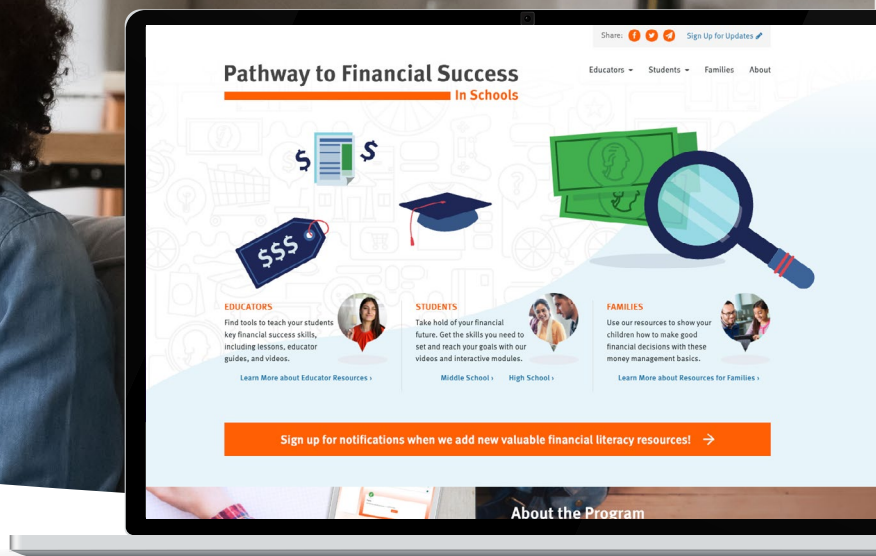 Share: Sign Up for Updates
Pathway to Financial Success
In Schools
Educators Students Families About
$ $
$$$
EDUCATORS
Find tools to teach your students
key financial success skills,
including lessons, educator
guides, and videos.
Learn More about Educator Resources ›
STUDENTS
Take hold of your financial
future. Get the skills you need to
set and reach your goals with our
videos and interactive modules.
Middle School › High School ›
FAMILIES
Use our resources to show your
children how to make good
financial decisions with these
money management basics.
Learn More about Resources for Families ›
Sign up for notifications when we add new valuable financial literacy resources! →
About the Program